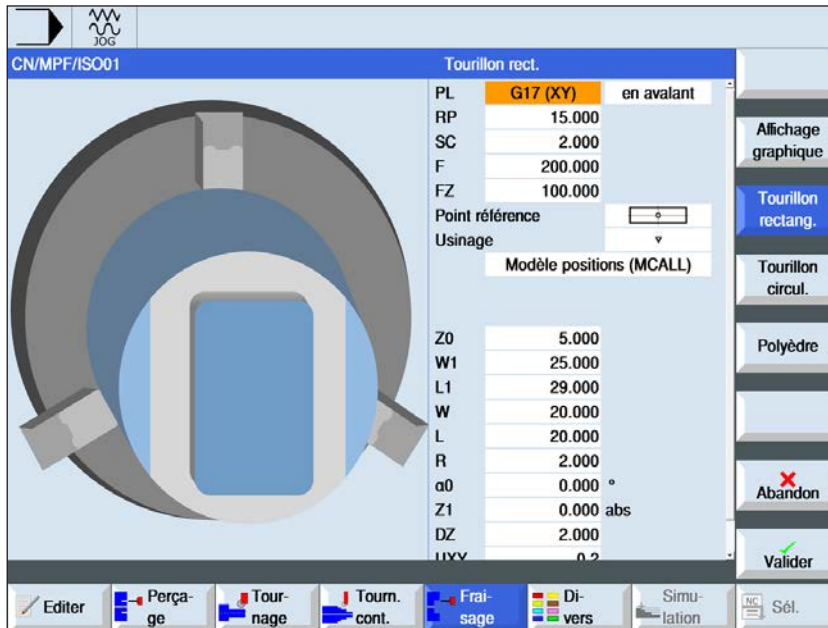 JOG
CN/MPF/ISO01 Tourillon rect.
PL G17 (XY) en avalant
RP 15.000
SC 2.000
F 200.000
FZ 100.000
Point référence
Usinage ▿
Modèle positions (MCALL)
Z0 5.000
W1 25.000
L1 29.000
W 20.000
L 20.000
R 2.000
α0 0.000 °
Z1 0.000 abs
DZ 2.000
UXY 0.2
Affichage
graphique
Tourillon
rectang.
Tourillon
circul.
Polyèdre
Abandon
Valider
Editer
Perça-
ge
Tour-
nage
Tourn.
cont.
Frai-
sage
Di-
vers
Simu-
lation
NC
Sél.